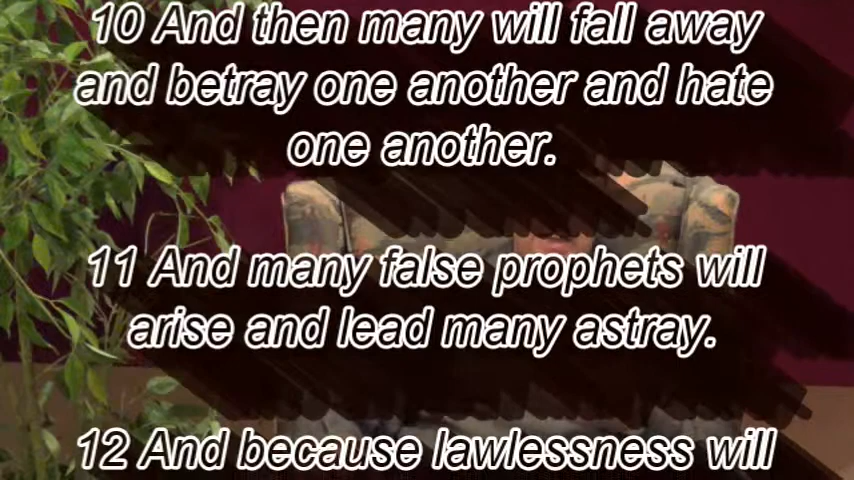 10 And then many will fall away
and betray one another and hate
one another.
11 And many false prophets will
arise and lead many astray.
12 And because lawlessness will